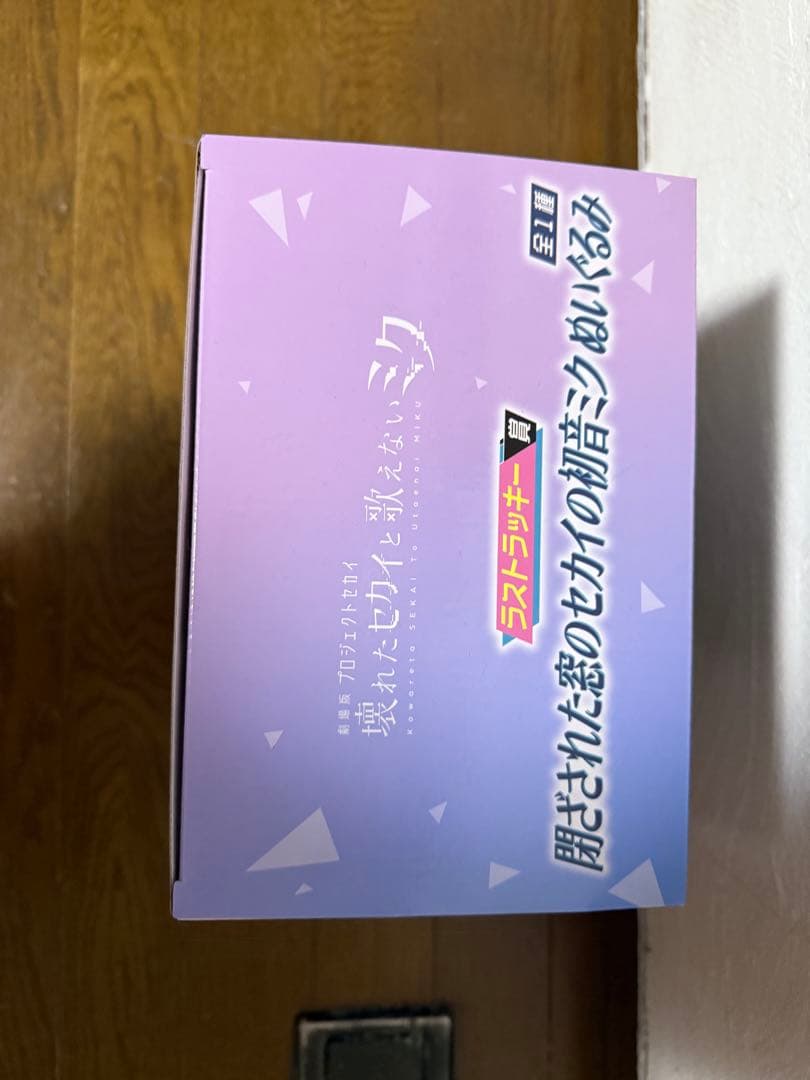 劇場版 プロジェクトセカイ
壊れたセカイと歌えないミク
Kowareta SEKAI To Utaenai MIKU
ラストラッキー賞
閉ざされた窓のセカイの初音ミク ぬいぐるみ
全1種